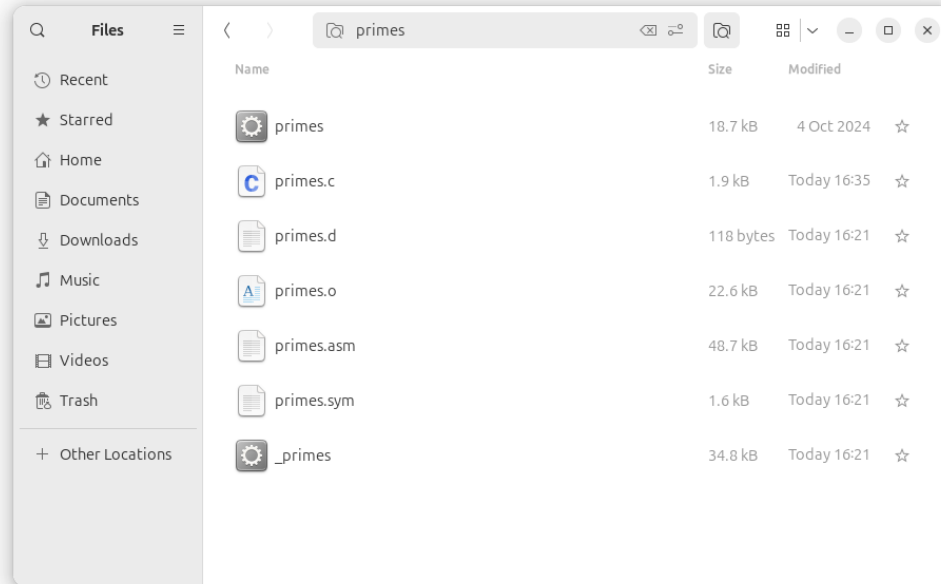 Files
primes
Recent
Starred
Home
Documents
Downloads
Music
Pictures
Videos
Trash
Other Locations
Name Size Modified
primes 18.7 kB 4 Oct 2024
primes.c 1.9 kB Today 16:35
primes.d 118 bytes Today 16:21
primes.o 22.6 kB Today 16:21
primes.asm 48.7 kB Today 16:21
primes.sym 1.6 kB Today 16:21
_primes 34.8 kB Today 16:21